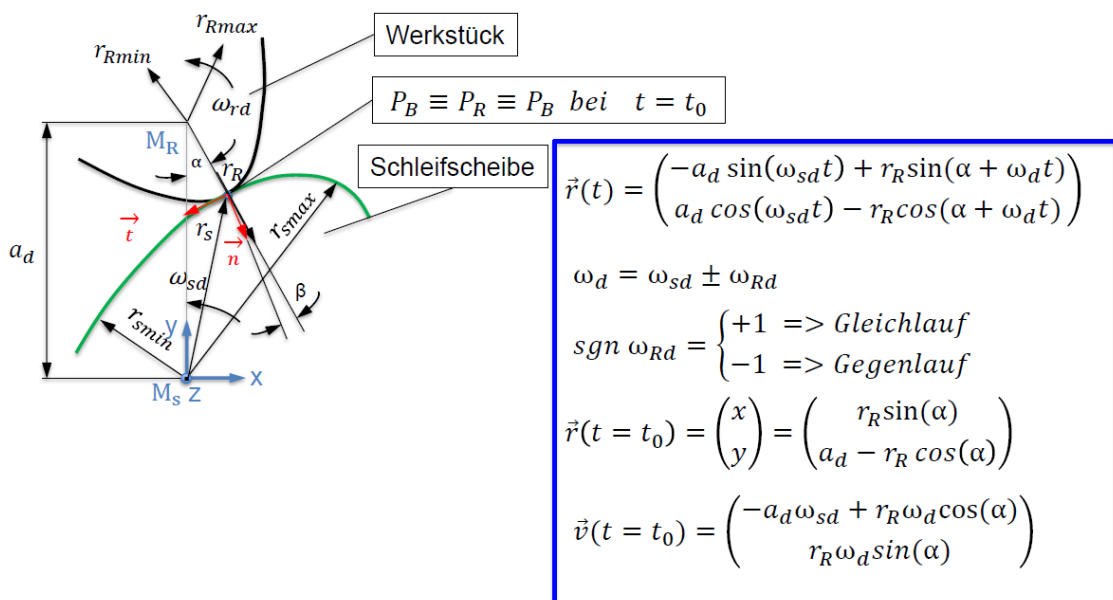 r_Rmax
r_Rmin
Werkstück
ω_rd
P_B ≡ P_R ≡ P_B bei t = t_0
M_R
α
r_R
Schleifscheibe
t⃗
r_s
n⃗
r_smax
a_d
ω_sd
β
r_smin
y
x
M_s z
r⃗(t) = (−a_d sin(ω_sd t) + r_R sin(α + ω_d t)
a_d cos(ω_sd t) − r_R cos(α + ω_d t))
ω_d = ω_sd ± ω_Rd
sgn ω_Rd = {+1 => Gleichlauf
−1 => Gegenlauf
r⃗(t = t_0) = (x y) = (r_R sin(α)
a_d − r_R cos(α))
v⃗(t = t_0) = (−a_d ω_sd + r_R ω_d cos(α)
r_R ω_d sin(α))